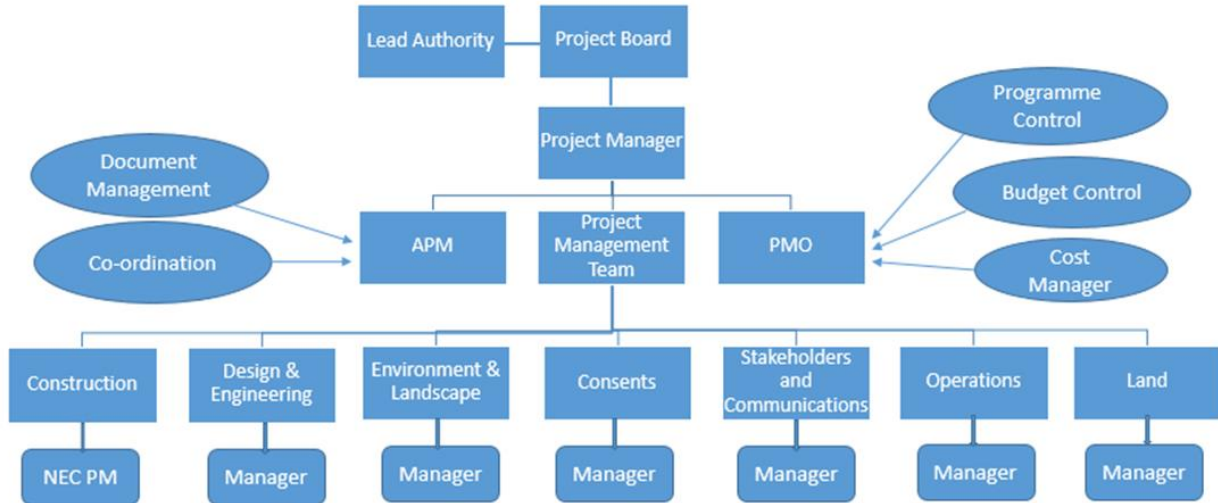 Lead Authority
Project Board
Programme
Control
Project Manager
Document
Management
Budget Control
APM
Project
Management
Team
PMO
Co-ordination
Cost
Manager
Construction
Design &
Engineering
Environment &
Landscape
Consents
Stakeholders
and
Communications
Operations
Land
NEC PM
Manager
Manager
Manager
Manager
Manager
Manager